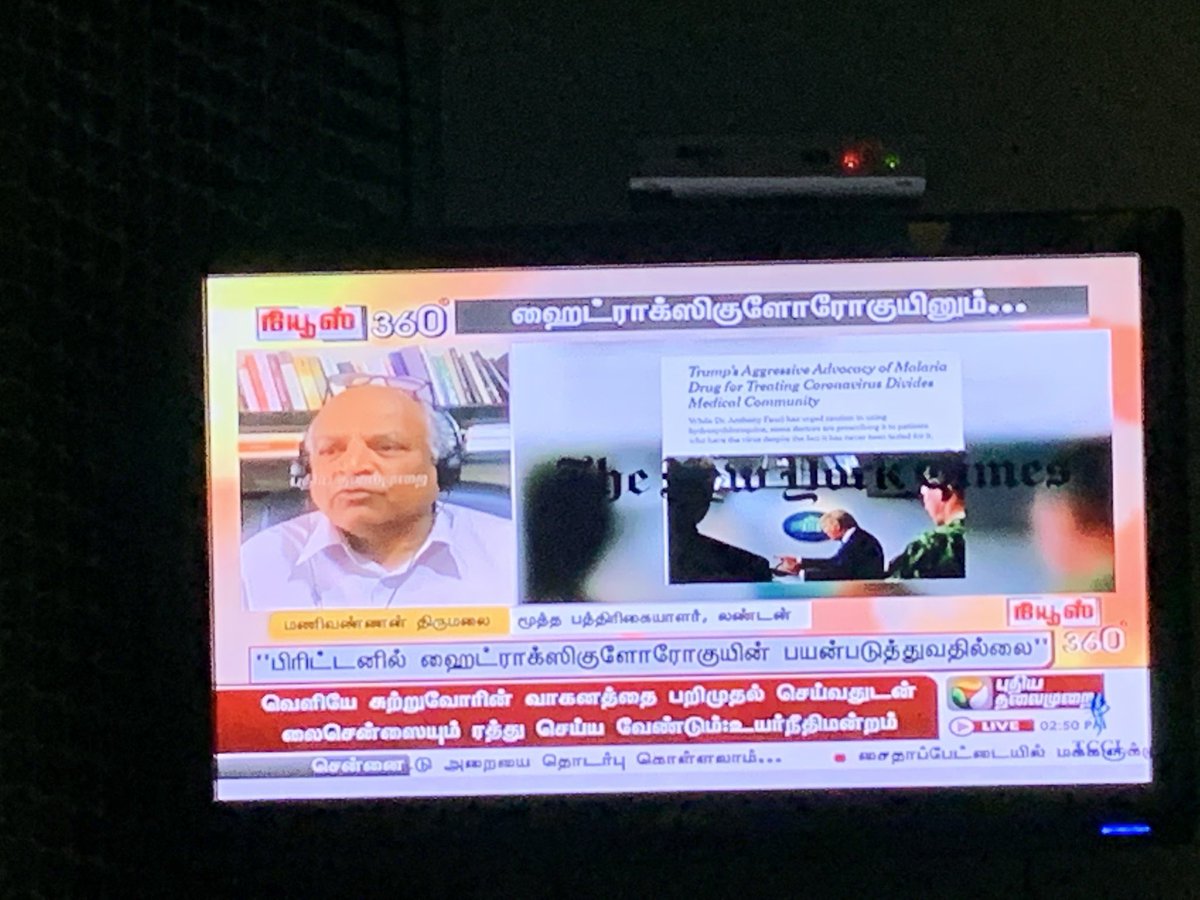 நியூஸ் 360°
ஹைட்ராக்ஸிகுளோரோகுயினும்...
Trump's Aggressive Advocacy of Malaria
Drug for Treating Coronavirus Divides
Medical Community
While Dr. Anthony Fauci has urged caution in using
hydroxychloroquine, some doctors are prescribing it to patients
who have the virus despite the fact it has never been tested for it.
The New York Times
புதிய தலைமுறை
மணிவண்ணன் திருமலை
மூத்த பத்திரிகையாளர், லண்டன்
நியூஸ் 360°
"பிரிட்டனில் ஹைட்ராக்ஸிகுளோரோகுயின் பயன்படுத்துவதில்லை"
வெளியே சுற்றுவோரின் வாகனத்தை பறிமுதல் செய்வதுடன்
லைசென்ஸையும் ரத்து செய்ய வேண்டும்:உயர்நீதிமன்றம்
புதிய
தலைமுறை
LIVE 02:50 PM
சென்னை டு அறையை தொடர்பு கொள்ளலாம்... சைதாப்பேட்டையில்